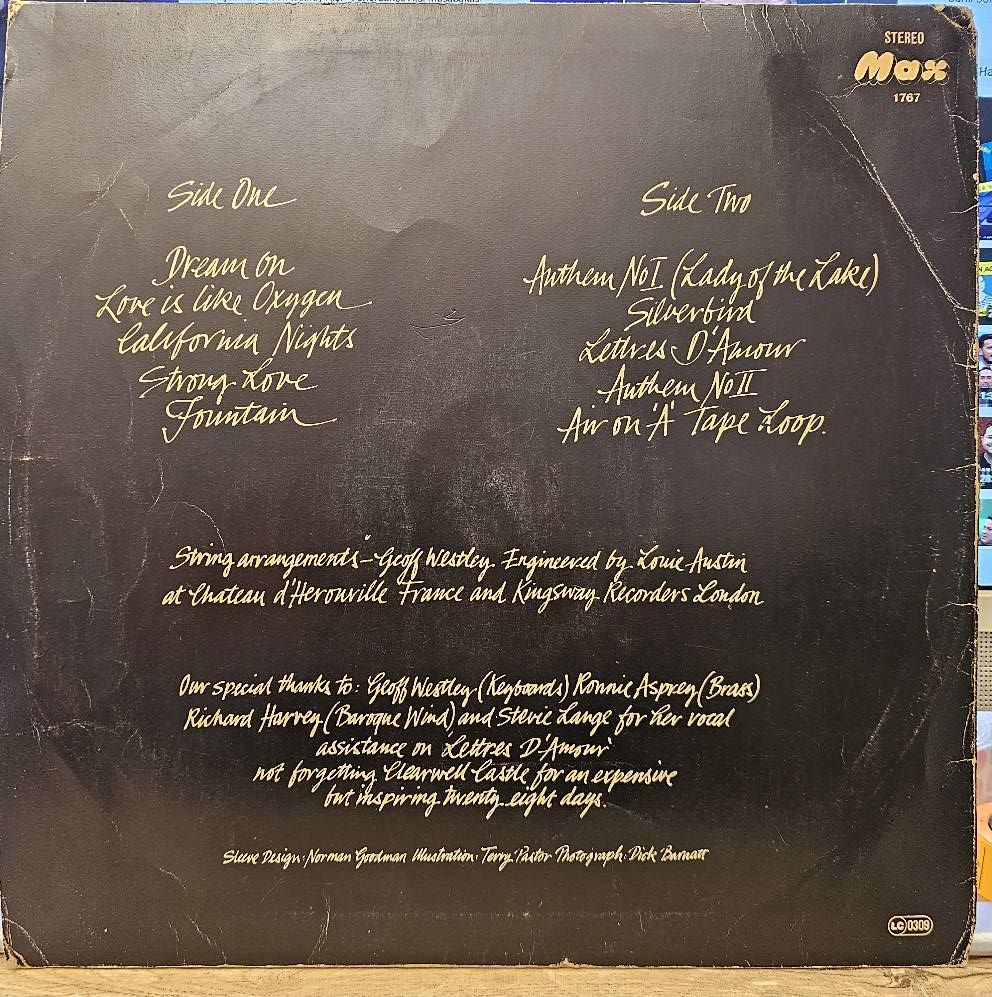 STEREO
Max
1767
Side One
Dream on
Love is like Oxygen
California Nights
Strong Love
Fountain
Side Two
Anthem No I (Lady of the Lake)
Silverbird
Lettres D'Amour
Anthem No II
Air on 'A' Tape Loop.
String arrangements - Geoff Westley. Engineered by Louie Austin
at Chateau d'Herouville France and Kingsway Recorders London
Our special thanks to: Geoff Westley (Keyboards) Ronnie Asprey (Brass)
Richard Harvey (Baroque Wind) and Stevie Lange for her vocal
assistance on 'Lettres D'Amour'
not forgetting Clearwell Castle for an expensive
but inspiring twenty eight days.
Sleeve Design: Norman Goodman Illustration: Terry Pastor Photograph: Dick Barnatt
LC 0309